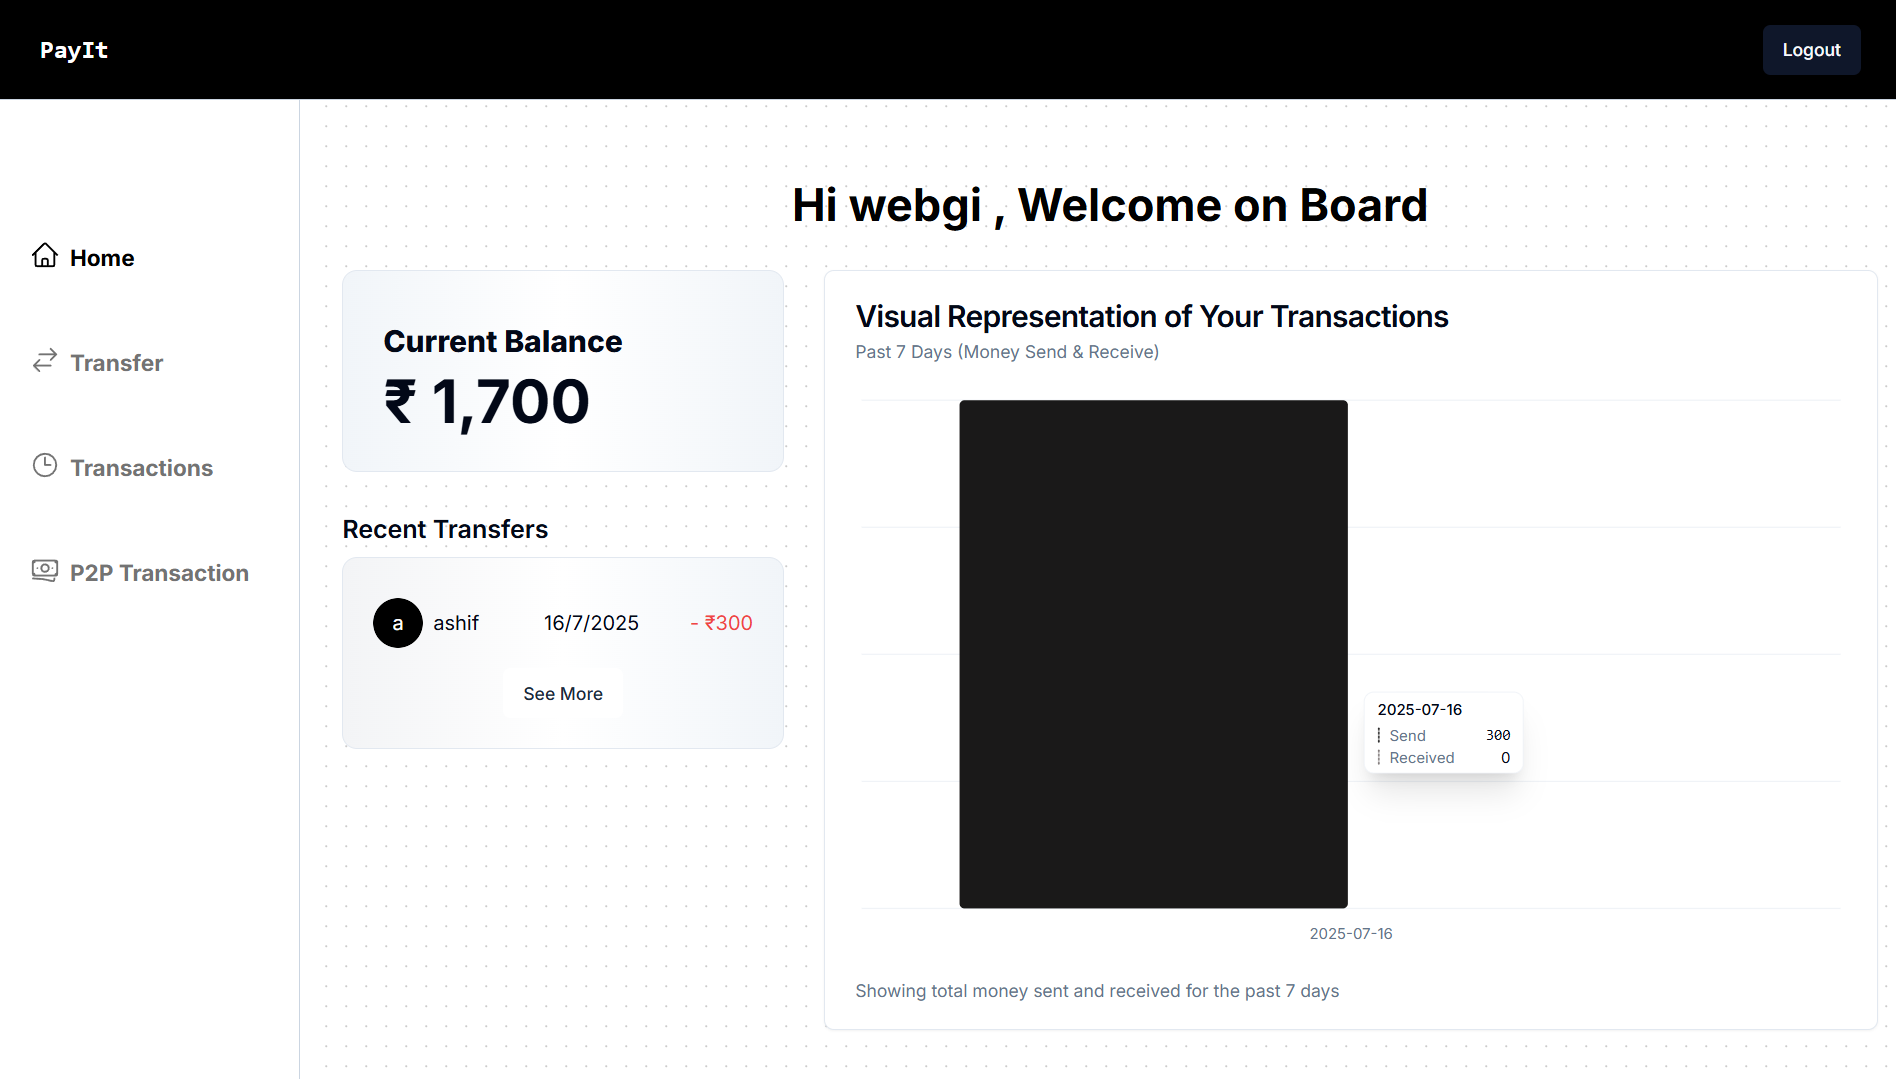 PayIt
Logout
Home
Transfer
Transactions
P2P Transaction
Hi webgi , Welcome on Board
Current Balance
₹ 1,700
Recent Transfers
a ashif 16/7/2025 - ₹300
See More
Visual Representation of Your Transactions
Past 7 Days (Money Send & Receive)
2025-07-16
Send 300
Received 0
2025-07-16
Showing total money sent and received for the past 7 days